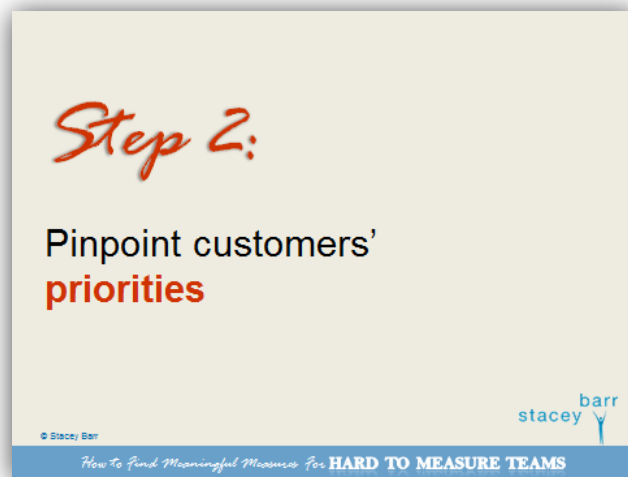 Step 2:
Pinpoint customers’
priorities
barr
stacey
© Stacey Barr
How to Find Meaningful Measures For HARD TO MEASURE TEAMS